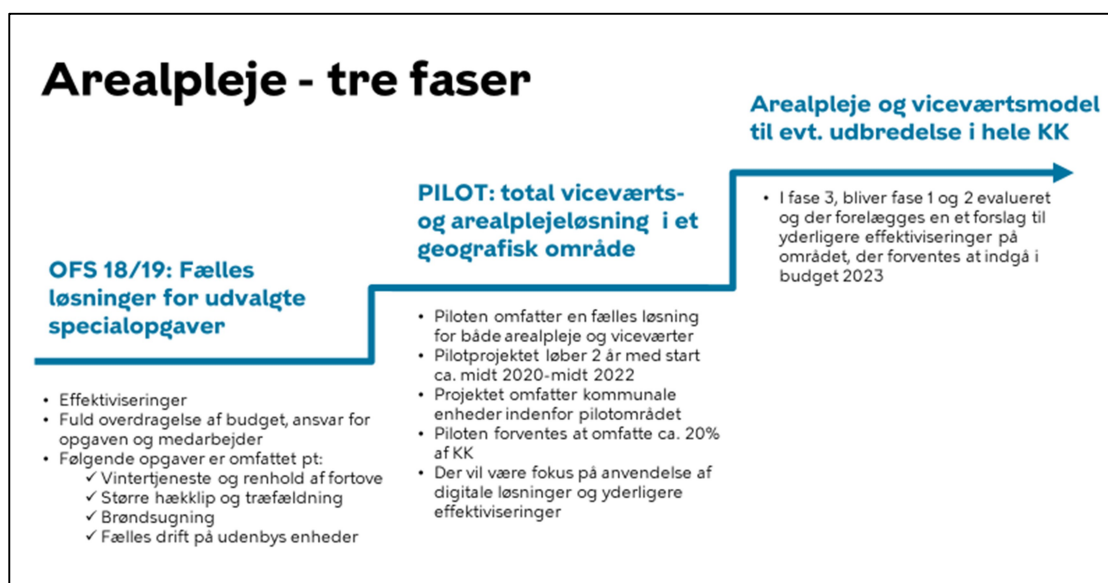 Arealpleje - tre faser
OFS 18/19: Fælles
løsninger for udvalgte
specialopgaver
• Effektiviseringer
• Fuld overdragelse af budget, ansvar for
opgaven og medarbejder
• Følgende opgaver er omfattet pt:
✓ Vintertjeneste og renhold af fortove
✓ Større hækklip og træfældning
✓ Brøndsugning
✓ Fælles drift på udenbys enheder
PILOT: total viceværts-
og arealplejeløsning i et
geografisk område
• Piloten omfatter en fælles løsning
for både arealpleje og viceværter
• Pilotprojektet løber 2 år med start
ca. midt 2020-midt 2022
• Projektet omfatter kommunale
enheder indenfor pilotområdet
• Piloten forventes at omfatte ca. 20%
af KK
• Der vil være fokus på anvendelse af
digitale løsninger og yderligere
effektiviseringer
Arealpleje og viceværtsmodel
til evt. udbredelse i hele KK
• I fase 3, bliver fase 1 og 2 evalueret
og der forelægges en et forslag til
yderligere effektiviseringer på
området, der forventes at indgå i
budget 2023